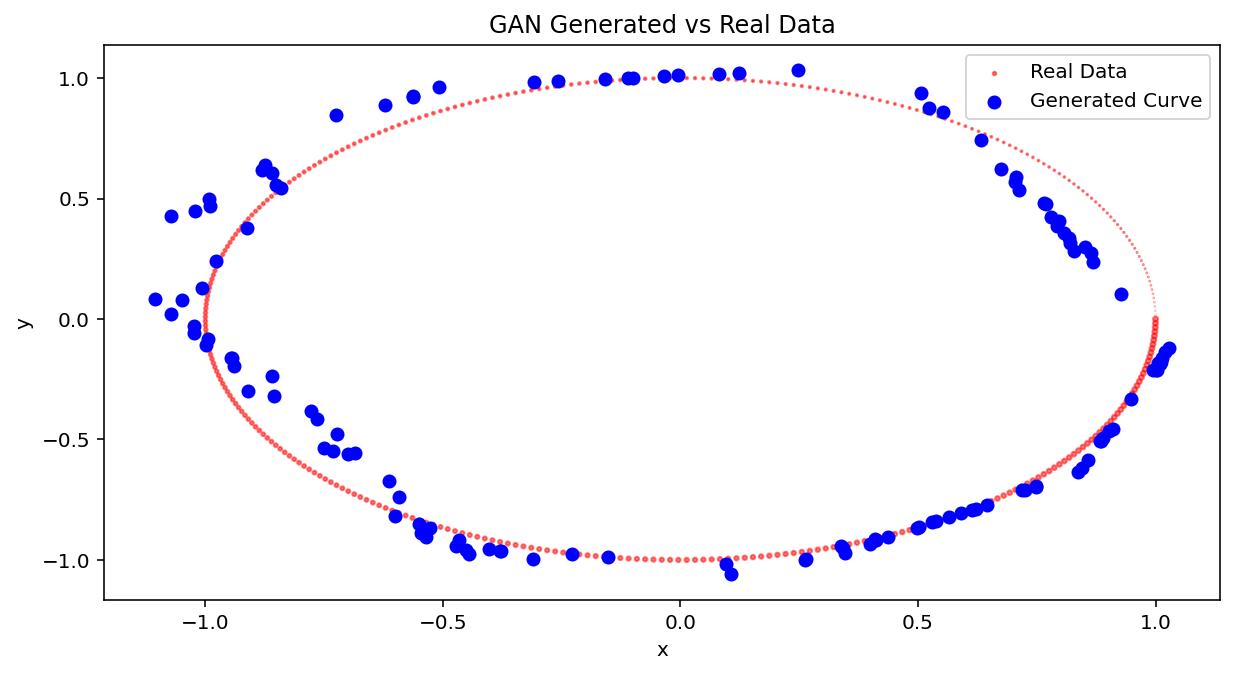 GAN Generated vs Real Data
Real Data
Generated Curve
1.0
0.5
0.0
−0.5
−1.0
y
−1.0 −0.5 0.0 0.5 1.0
x